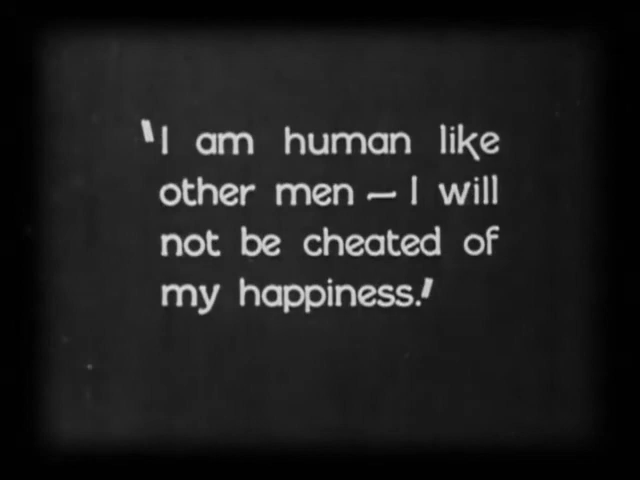 "I am human like
other men — I will
not be cheated of
my happiness."